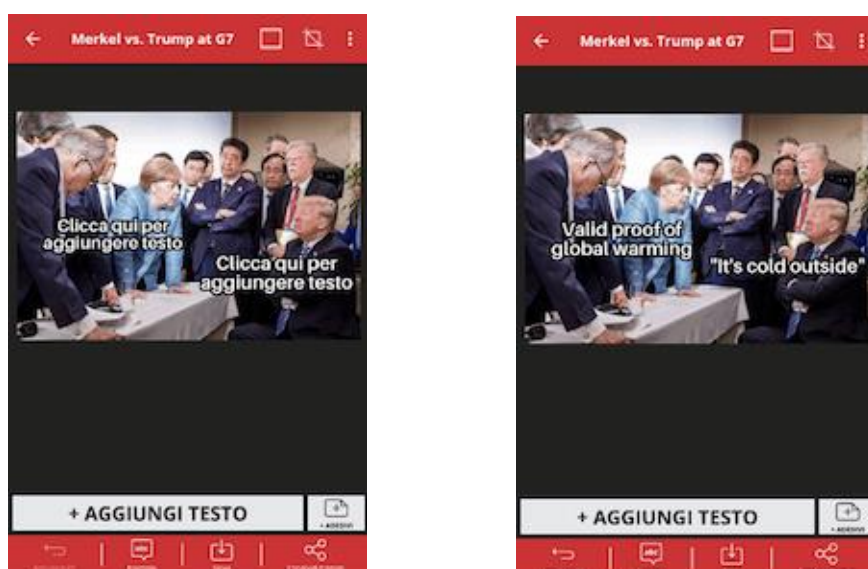 Merkel vs. Trump at G7
Clicca qui per
aggiungere testo
Clicca qui per
aggiungere testo
+ AGGIUNGI TESTO
Merkel vs. Trump at G7
Valid proof of
global warming
"It's cold outside"
+ AGGIUNGI TESTO